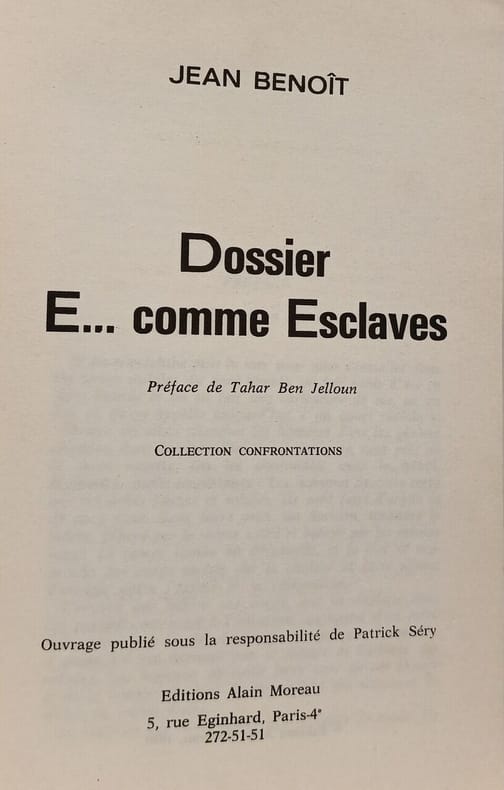 JEAN BENOÎT
Dossier
E... comme Esclaves
Préface de Tahar Ben Jelloun
COLLECTION CONFRONTATIONS
Ouvrage publié sous la responsabilité de Patrick Séry
Editions Alain Moreau
5, rue Eginhard, Paris-4e
272-51-51